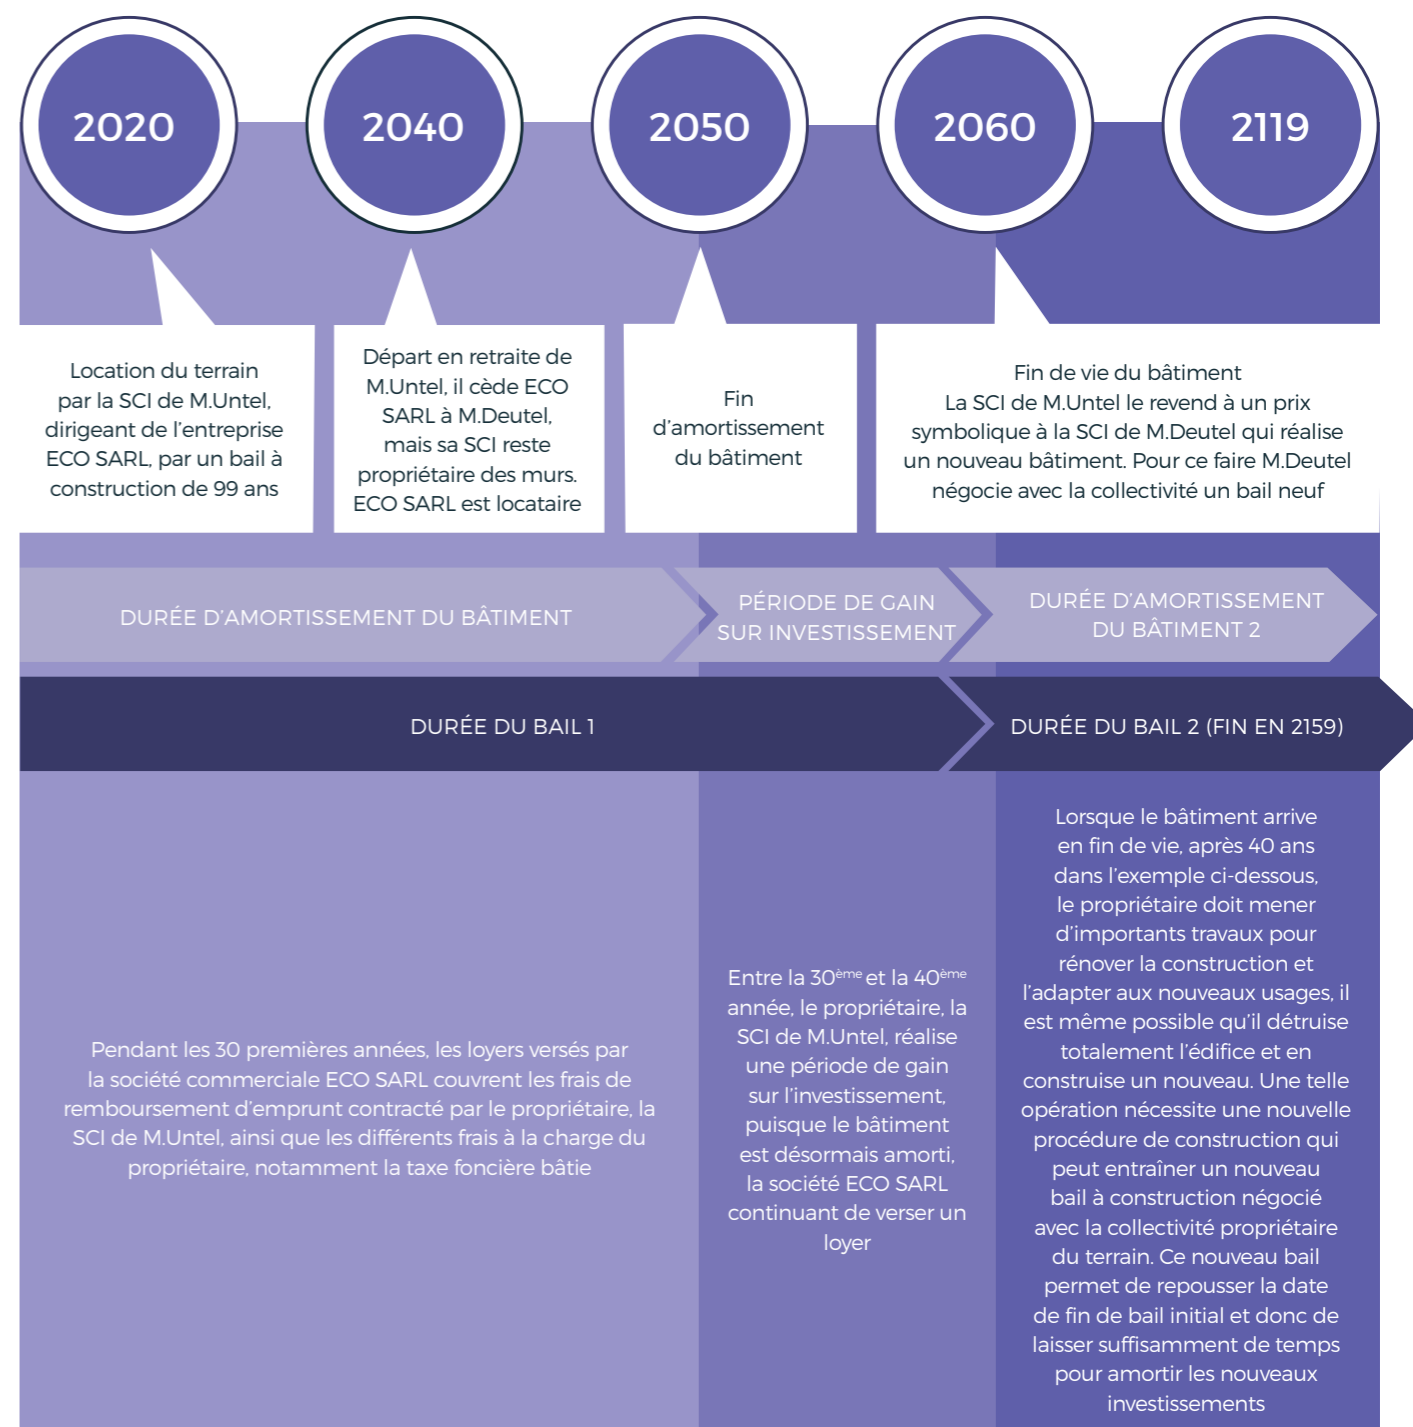 2020
2040
2050
2060
2119
Location du terrain
par la SCI de M.Untel,
dirigeant de l'entreprise
ECO SARL, par un bail à
construction de 99 ans
Départ en retraite de
M.Untel, il cède ECO
SARL à M.Deutel,
mais sa SCI reste
propriétaire des murs.
ECO SARL est locataire
Fin
d'amortissement
du bâtiment
Fin de vie du bâtiment
La SCI de M.Untel le revend à un prix
symbolique à la SCI de M.Deutel qui réalise
un nouveau bâtiment. Pour ce faire M.Deutel
négocie avec la collectivité un bail neuf
DURÉE D'AMORTISSEMENT DU BÂTIMENT
PÉRIODE DE GAIN
SUR INVESTISSEMENT
DURÉE D'AMORTISSEMENT
DU BÂTIMENT 2
DURÉE DU BAIL 1
DURÉE DU BAIL 2 (FIN EN 2159)
Pendant les 30 premières années, les loyers versés par
la société commerciale ECO SARL couvrent les frais de
remboursement d'emprunt contracté par le propriétaire, la
SCI de M.Untel, ainsi que les différents frais à la charge du
propriétaire, notamment la taxe foncière bâtie
Entre la 30ème et la 40ème
année, le propriétaire, la
SCI de M.Untel, réalise
une période de gain
sur l'investissement,
puisque le bâtiment
est désormais amorti,
la société ECO SARL
continuant de verser un
loyer
Lorsque le bâtiment arrive
en fin de vie, après 40 ans
dans l'exemple ci-dessous,
le propriétaire doit mener
d'importants travaux pour
rénover la construction et
l'adapter aux nouveaux usages, il
est même possible qu'il détruise
totalement l'édifice et en
construise un nouveau. Une telle
opération nécessite une nouvelle
procédure de construction qui
peut entraîner un nouveau
bail à construction négocié
avec la collectivité propriétaire
du terrain. Ce nouveau bail
permet de repousser la date
de fin de bail initial et donc de
laisser suffisamment de temps
pour amortir les nouveaux
investissements